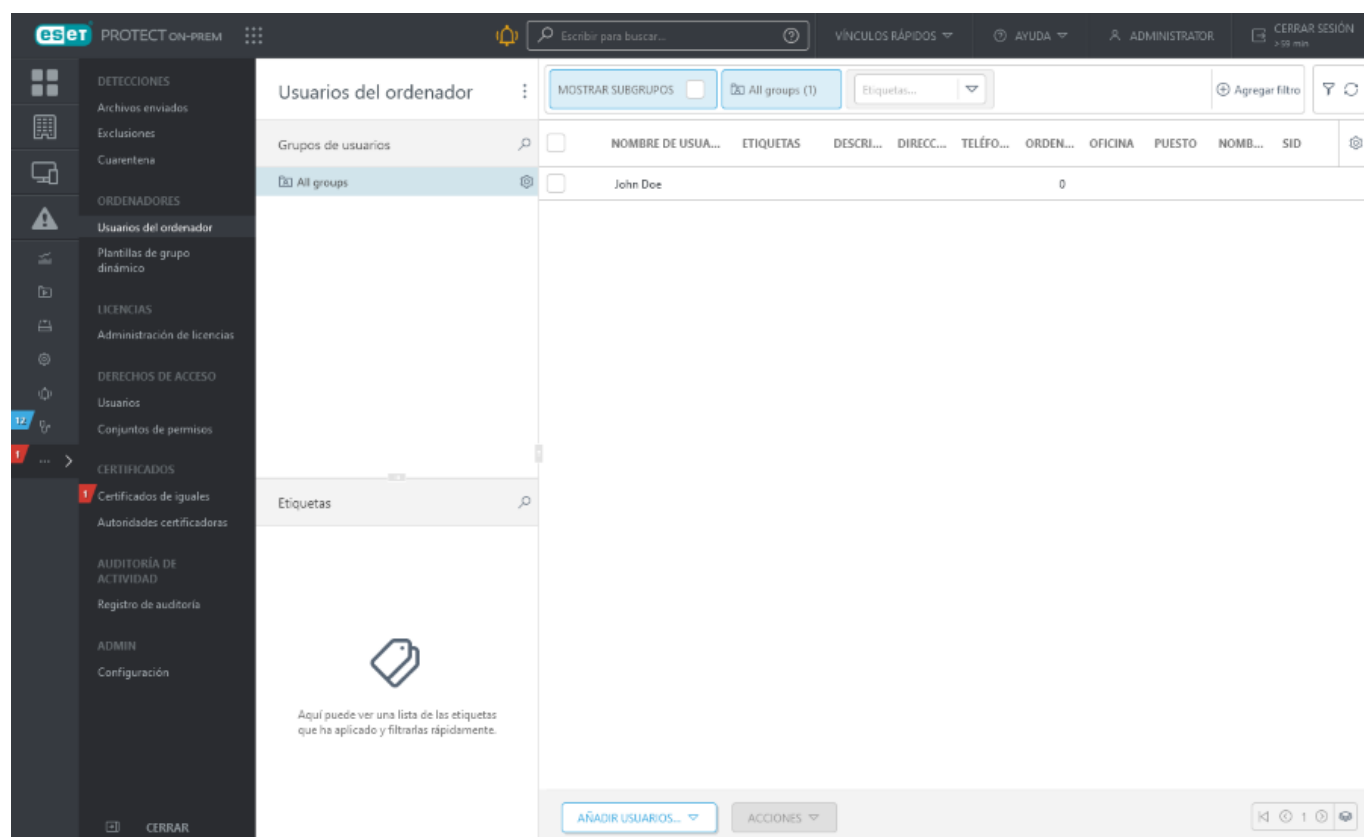 eset PROTECT ON-PREM
Escribir para buscar...
VÍNCULOS RÁPIDOS
AYUDA
ADMINISTRATOR
CERRAR SESIÓN
>59 min
DETECCIONES
Archivos enviados
Exclusiones
Cuarentena
ORDENADORES
Usuarios del ordenador
Plantillas de grupo
dinámico
LICENCIAS
Administración de licencias
DERECHOS DE ACCESO
Usuarios
Conjuntos de permisos
12
1
CERTIFICADOS
1 Certificados de iguales
Autoridades certificadoras
AUDITORÍA DE
ACTIVIDAD
Registro de auditoría
ADMIN
Configuración
CERRAR
Usuarios del ordenador
Grupos de usuarios
All groups
Etiquetas
Aquí puede ver una lista de las etiquetas
que ha aplicado y filtrarlas rápidamente.
MOSTRAR SUBGRUPOS
All groups (1)
Etiquetas...
Agregar filtro
NOMBRE DE USUA... ETIQUETAS DESCRI... DIRECC... TELÉFO... ORDEN... OFICINA PUESTO NOMB... SID
John Doe 0
AÑADIR USUARIOS...
ACCIONES
1